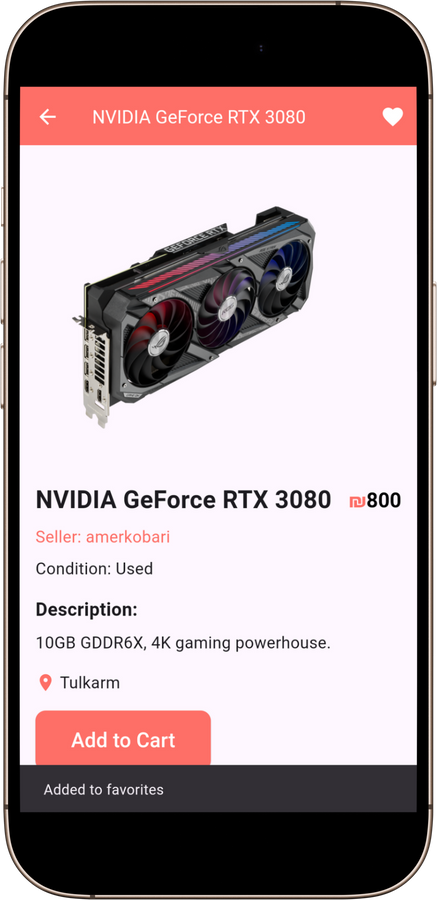 NVIDIA GeForce RTX 3080
GEFORCE RTX
NVIDIA GeForce RTX 3080 ₪800
Seller: amerkobari
Condition: Used
Description:
10GB GDDR6X, 4K gaming powerhouse.
Tulkarm
Add to Cart
Added to favorites